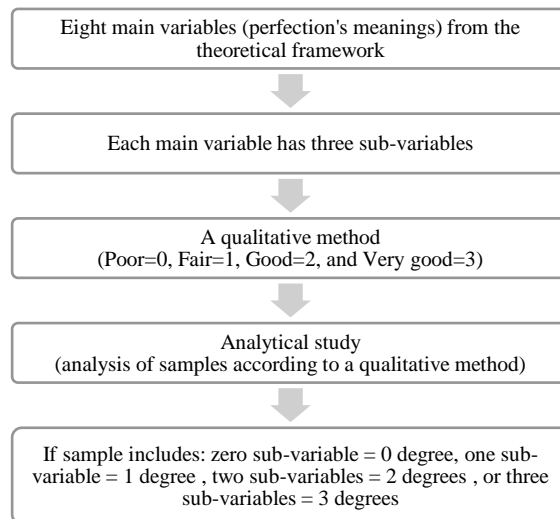 Eight main variables (perfection's meanings) from the
theoretical framework
Each main variable has three sub-variables
A qualitative method
(Poor=0, Fair=1, Good=2, and Very good=3)
Analytical study
(analysis of samples according to a qualitative method)
If sample includes: zero sub-variable = 0 degree, one sub-
variable = 1 degree , two sub-variables = 2 degrees , or three
sub-variables = 3 degrees